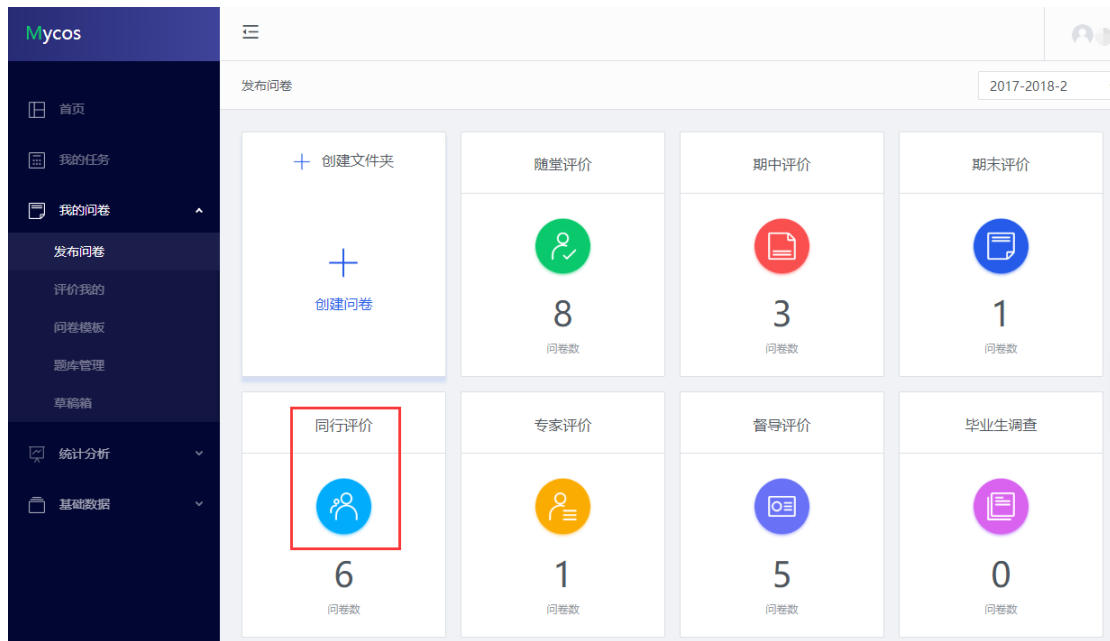 Mycos
首页
我的任务
我的问卷
发布问卷
评价我的
问卷模板
题库管理
草稿箱
统计分析
基础数据
发布问卷
2017-2018-2
创建文件夹
创建问卷
随堂评价
8
问卷数
期中评价
3
问卷数
期末评价
1
问卷数
同行评价
6
问卷数
专家评价
1
问卷数
督导评价
5
问卷数
毕业生调查
0
问卷数